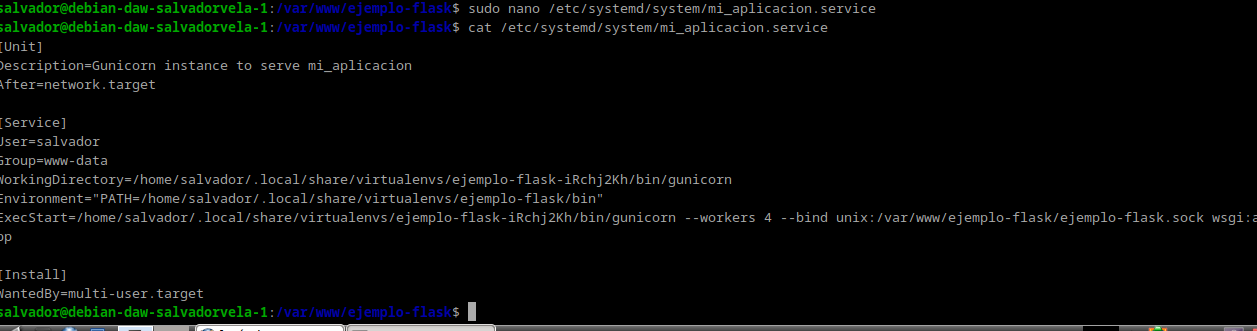 salvador@debian-daw-salvadorvela-1:/var/www/ejemplo-flask$ sudo nano /etc/systemd/system/mi_aplicacion.service
salvador@debian-daw-salvadorvela-1:/var/www/ejemplo-flask$ cat /etc/systemd/system/mi_aplicacion.service
[Unit]
Description=Gunicorn instance to serve mi_aplicacion
After=network.target

[Service]
User=salvador
Group=www-data
WorkingDirectory=/home/salvador/.local/share/virtualenvs/ejemplo-flask-iRchj2Kh/bin/gunicorn
Environment="PATH=/home/salvador/.local/share/virtualenvs/ejemplo-flask/bin"
ExecStart=/home/salvador/.local/share/virtualenvs/ejemplo-flask-iRchj2Kh/bin/gunicorn --workers 4 --bind unix:/var/www/ejemplo-flask/ejemplo-flask.sock wsgi:a
pp

[Install]
WantedBy=multi-user.target
salvador@debian-daw-salvadorvela-1:/var/www/ejemplo-flask$